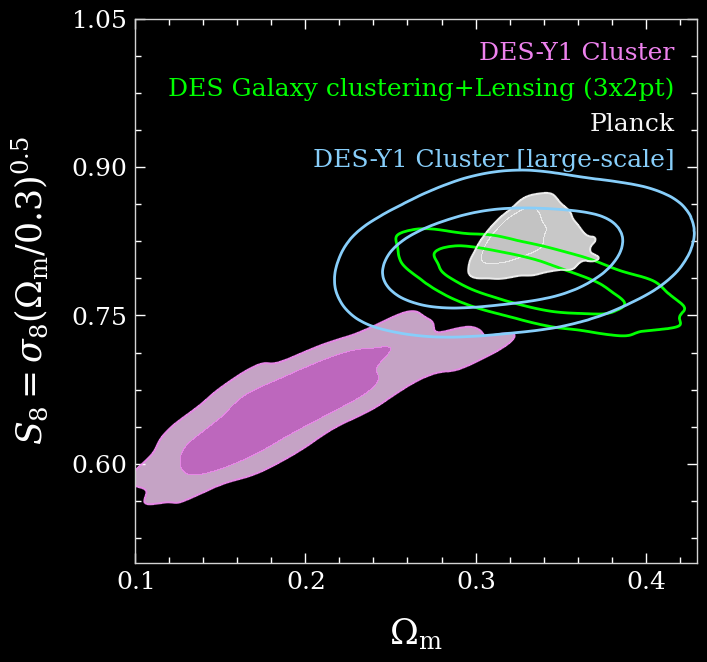 1.05
DES-Y1 Cluster
DES Galaxy clustering+Lensing (3x2pt)
Planck
DES-Y1 Cluster [large-scale]
0.90
0.75
0.60
S₈ = σ₈(Ωₘ/0.3)⁰·⁵
0.1 0.2 0.3 0.4
Ωₘ